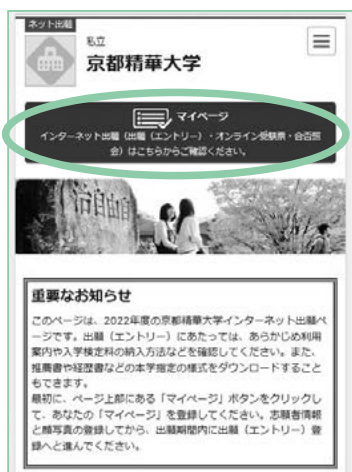 ネット出願
私立
京都精華大学
マイページ
インターネット出願（出願（エントリー）・オンライン受験票・合否照
会）はこちらからご確認ください。
重要なお知らせ
このページは、2022年度の京都精華大学インターネット出願ペ
ージです。出願（エントリー）にあたっては、あらかじめ利用
案内や入学検定料の納入方法などを確認してください。また、
推薦書や経歴書などの本学指定の様式をダウンロードすること
もできます。
最初に、ページ上部にある「マイページ」ボタンをクリックし
て、あなたの「マイページ」を登録してください。志願者情報
と顔写真の登録してから、出願期間内に出願（エントリー）登
録へと進んでください。